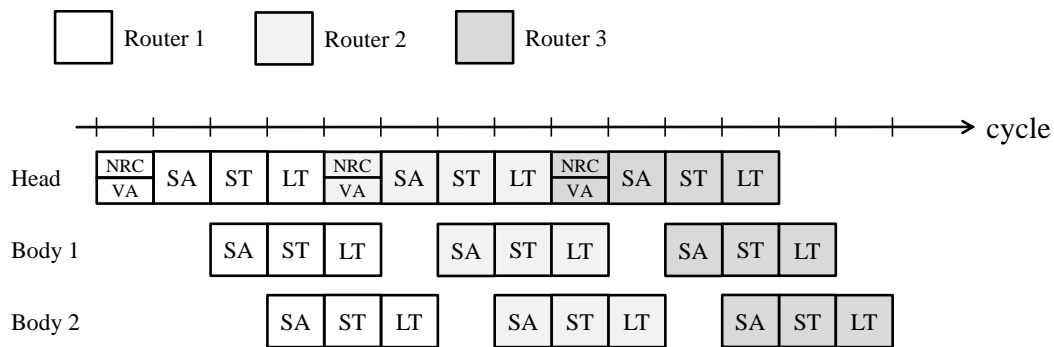 Router 1 Router 2 Router 3
cycle
Head NRC VA SA ST LT NRC VA SA ST LT NRC VA SA ST LT
Body 1 SA ST LT SA ST LT SA ST LT
Body 2 SA ST LT SA ST LT SA ST LT